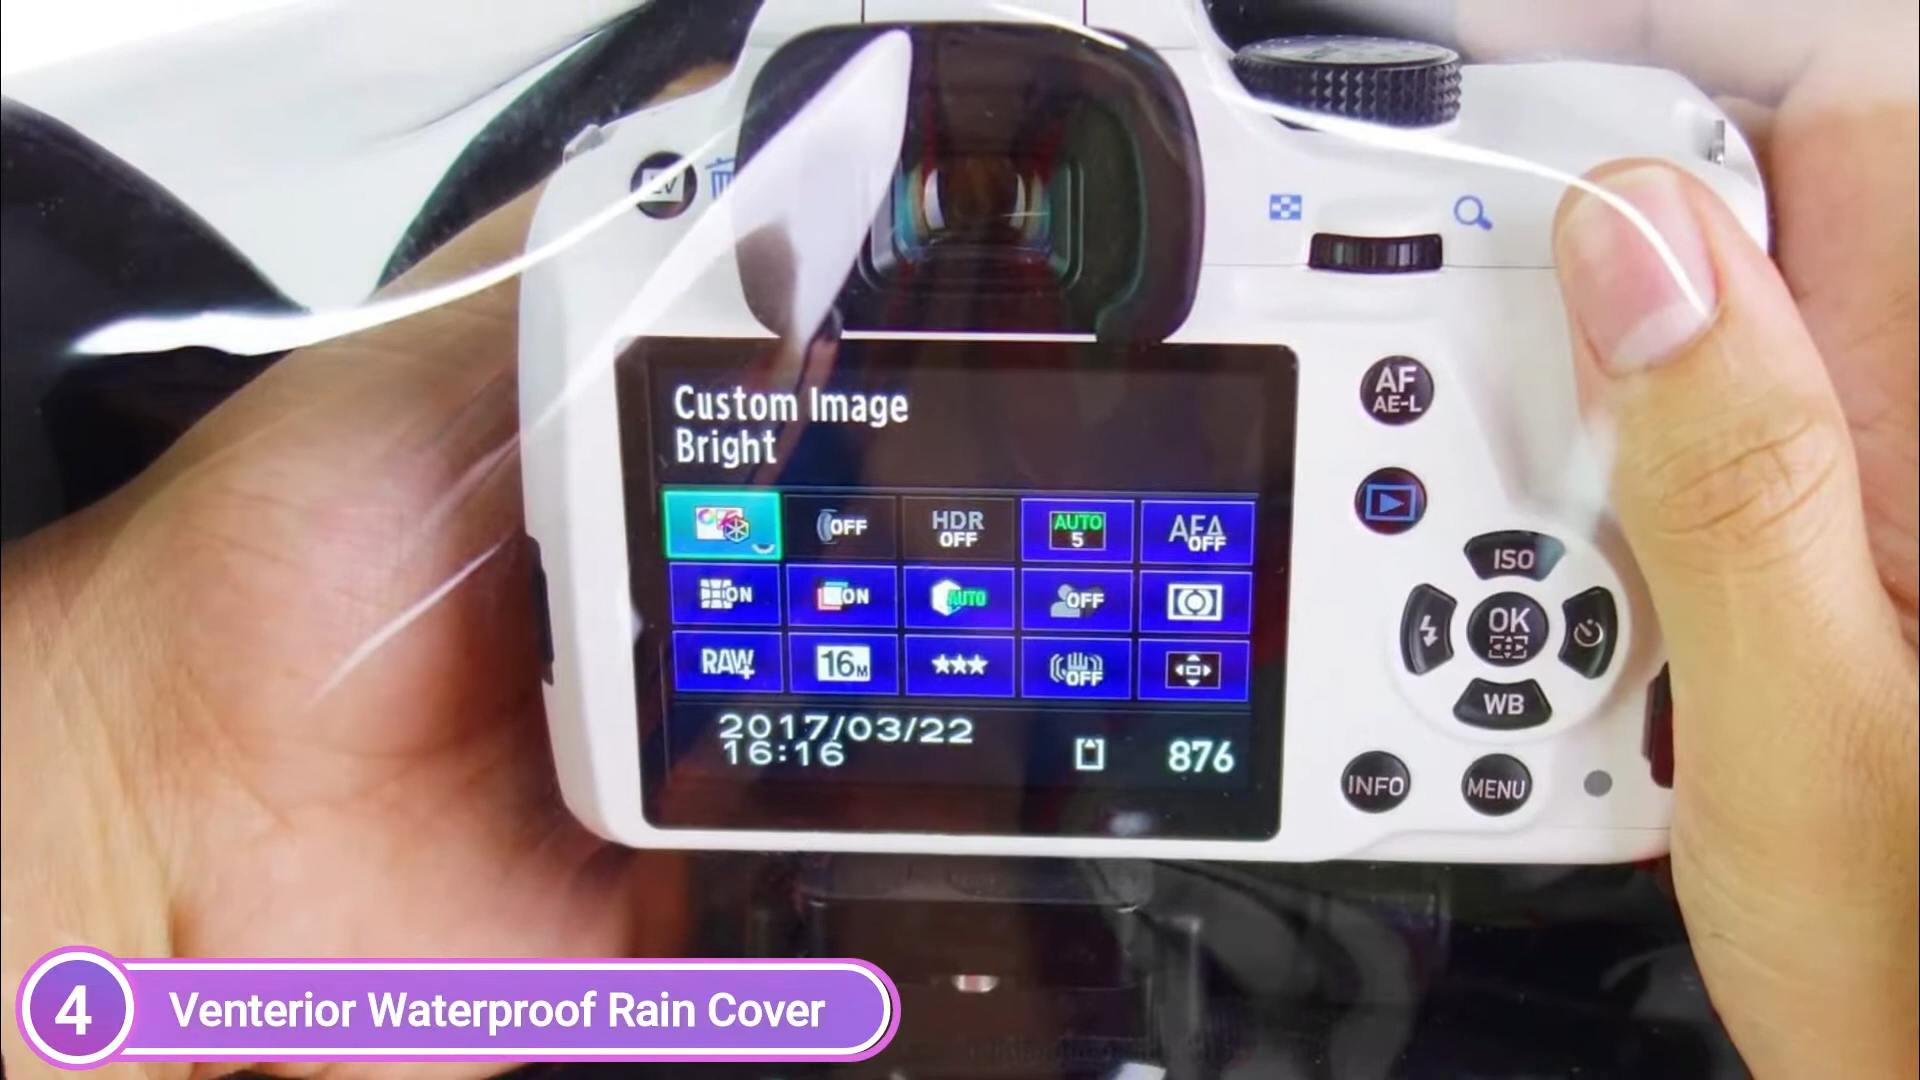 Custom Image
Bright
OFF
HDR
OFF
AUTO
5
AFA
OFF
ON
ON
AUTO
OFF
RAW+
16M
★★★
OFF
2017/03/22
16:16
876
AF
AE-L
ISO
OK
WB
INFO
MENU
4
Venterior Waterproof Rain Cover